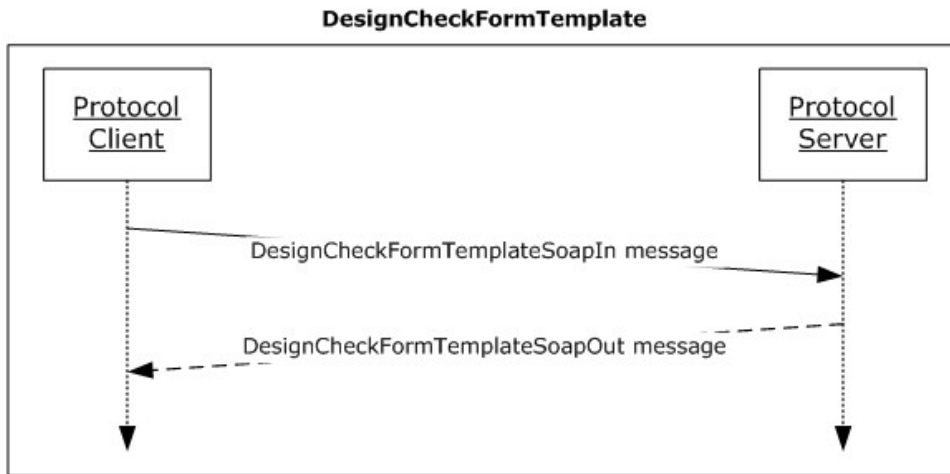 DesignCheckFormTemplate
Protocol
Client
Protocol
Server
DesignCheckFormTemplateSoapIn message
DesignCheckFormTemplateSoapOut message